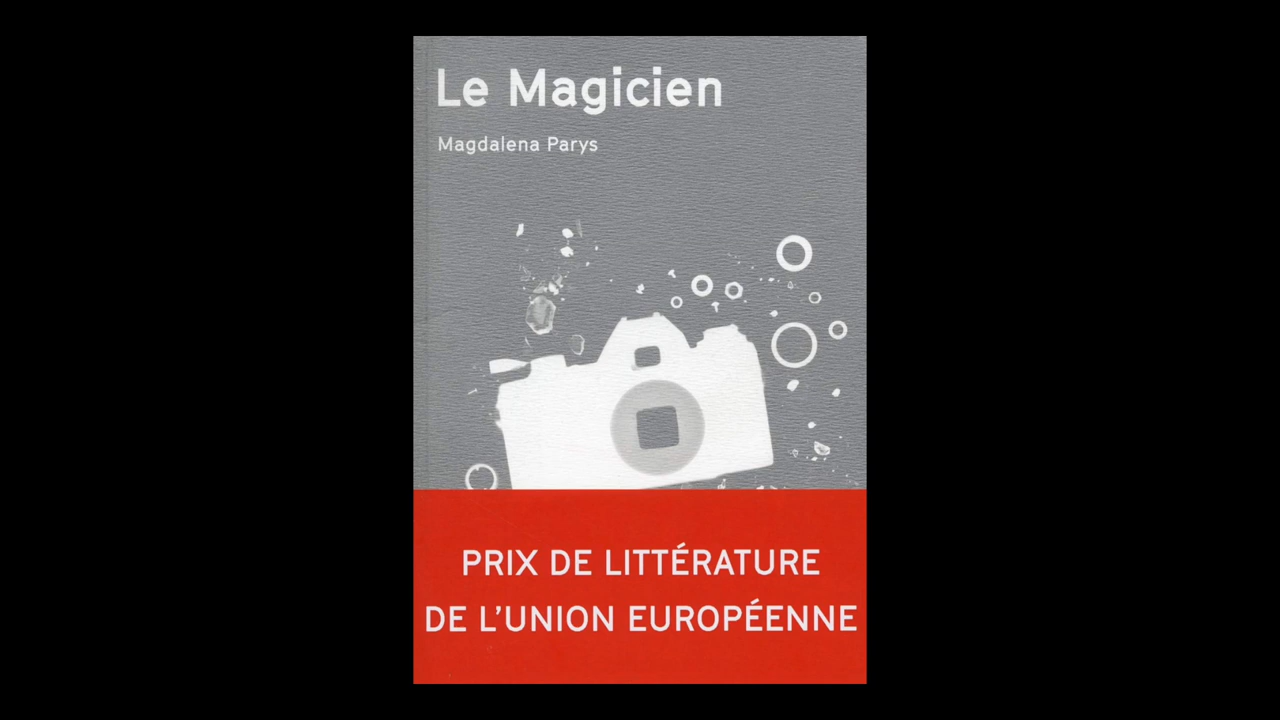 Le Magicien
Magdalena Parys
PRIX DE LITTÉRATURE
DE L’UNION EUROPÉENNE